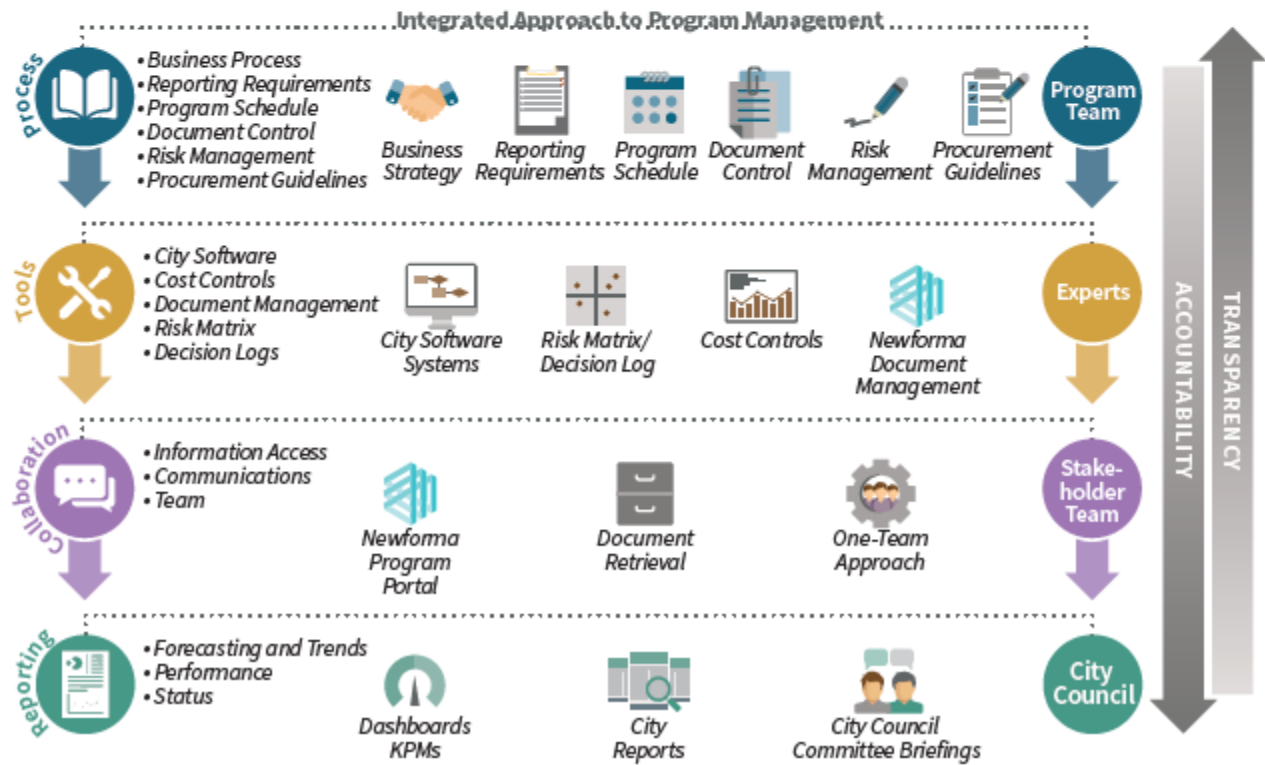 Integrated Approach to Program Management
Process
• Business Process
• Reporting Requirements
• Program Schedule
• Document Control
• Risk Management
• Procurement Guidelines
Business
Strategy
Reporting
Requirements
Program
Schedule
Document
Control
Risk
Management
Procurement
Guidelines
Program
Team
Tools
• City Software
• Cost Controls
• Document Management
• Risk Matrix
• Decision Logs
City Software
Systems
Risk Matrix/
Decision Log
Cost Controls
Newforma
Document
Management
Experts
Collaboration
• Information Access
• Communications
• Team
Newforma
Program
Portal
Document
Retrieval
One-Team
Approach
Stake-
holder
Team
Reporting
• Forecasting and Trends
• Performance
• Status
Dashboards
KPMs
City
Reports
City Council
Committee Briefings
City
Council
ACCOUNTABILITY
TRANSPARENCY